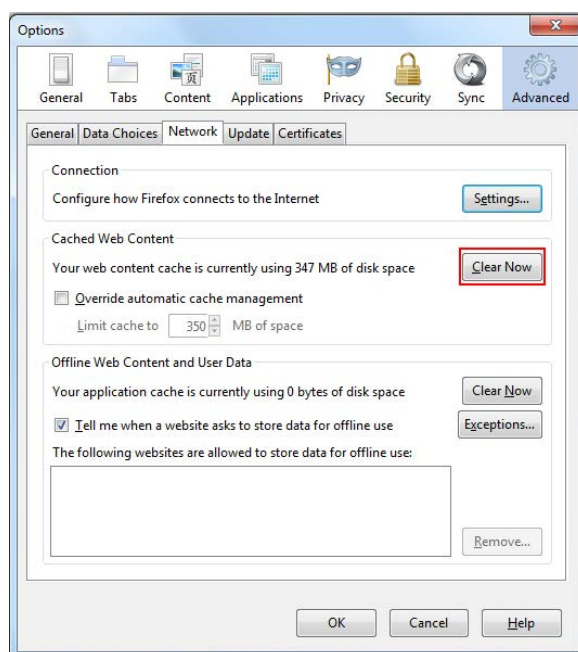 Options
General Tabs Content Applications Privacy Security Sync Advanced
General Data Choices Network Update Certificates
Connection
Configure how Firefox connects to the Internet Settings...
Cached Web Content
Your web content cache is currently using 347 MB of disk space Clear Now
Override automatic cache management
Limit cache to 350 MB of space
Offline Web Content and User Data
Your application cache is currently using 0 bytes of disk space Clear Now
Tell me when a website asks to store data for offline use Exceptions...
The following websites are allowed to store data for offline use:
Remove...
OK Cancel Help